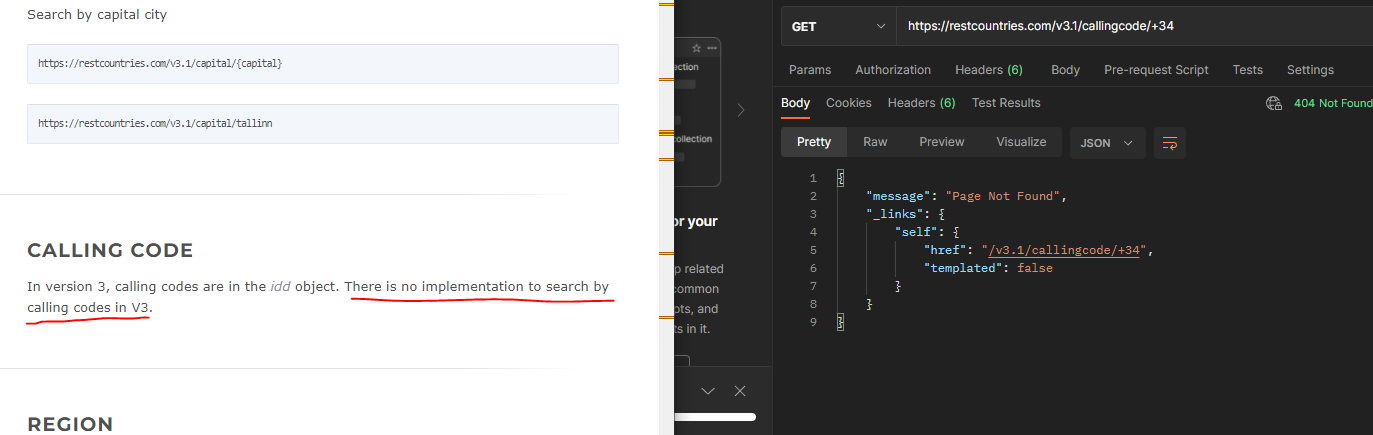 Search by capital city
https://restcountries.com/v3.1/capital/{capital}
https://restcountries.com/v3.1/capital/tallinn
CALLING CODE
In version 3, calling codes are in the idd object. There is no implementation to search by
calling codes in V3.
REGION
ection
collection
or your
p related
common
ots, and
ts in it.
GET https://restcountries.com/v3.1/callingcode/+34
Params Authorization Headers (6) Body Pre-request Script Tests Settings
Body Cookies Headers (6) Test Results 404 Not Found
Pretty Raw Preview Visualize JSON
1 {
2 "message": "Page Not Found",
3 "_links": {
4 "self": {
5 "href": "/v3.1/callingcode/+34",
6 "templated": false
7 }
8 }
9 }